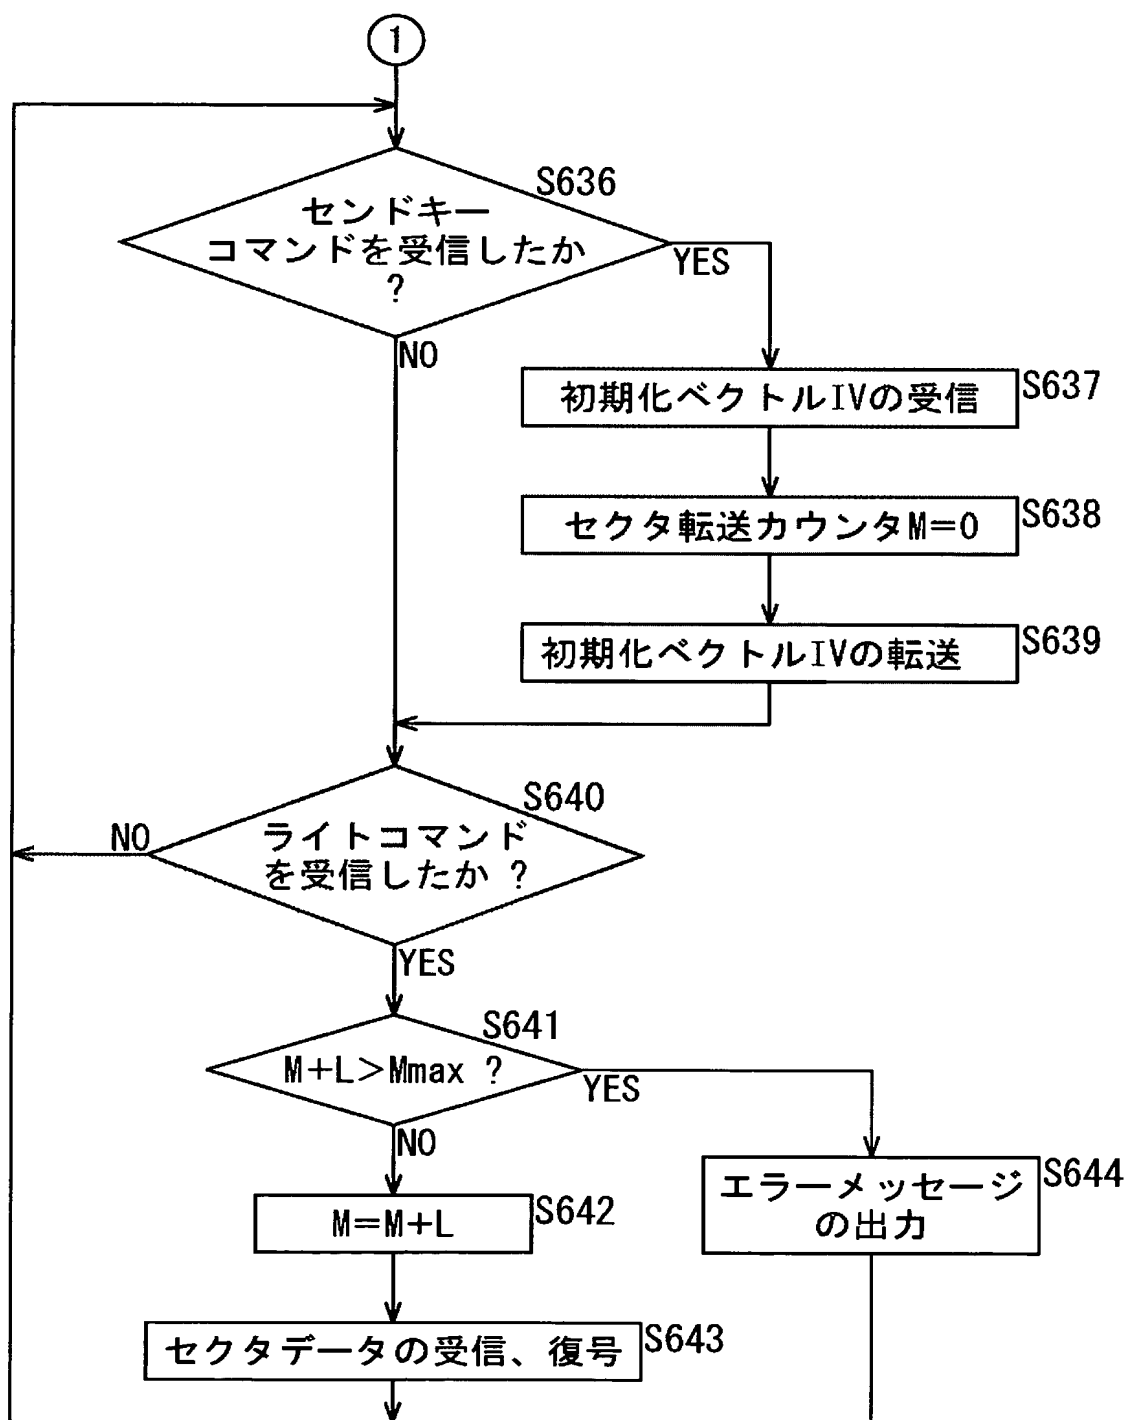 1
S636
センドキー
コマンドを受信したか
?
YES
NO
初期化ベクトルIVの受信
S637
セクタ転送カウンタM=0
S638
初期化ベクトルIVの転送
S639
S640
ライトコマンド
を受信したか ?
NO
YES
S641
M+L>Mmax ?
YES
NO
M=M+L
S642
エラーメッセージ
の出力
S644
セクタデータの受信、復号
S643